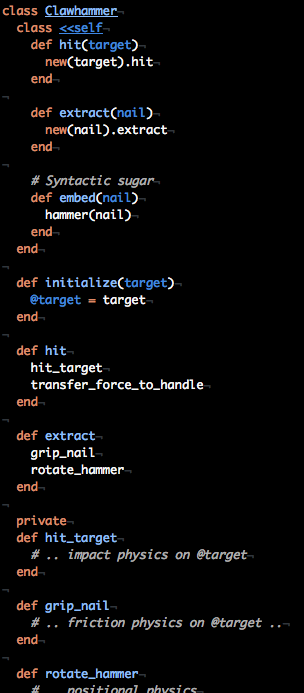 class Clawhammer¬
  class <<self¬
    def hit(target)¬
      new(target).hit¬
    end¬
¬
    def extract(nail)¬
      new(nail).extract¬
    end¬
¬
    # Syntactic sugar¬
    def embed(nail)¬
      hammer(nail)¬
    end¬
  end¬
¬
  def initialize(target)¬
    @target = target¬
  end¬
¬
  def hit¬
    hit_target¬
    transfer_force_to_handle¬
  end¬
¬
  def extract¬
    grip_nail¬
    rotate_hammer¬
  end¬
¬
  private¬
  def hit_target¬
    # .. impact physics on @target¬
  end¬
¬
  def grip_nail¬
    # .. friction physics on @target ..¬
  end¬
¬
  def rotate_hammer¬
    # .. positional physics